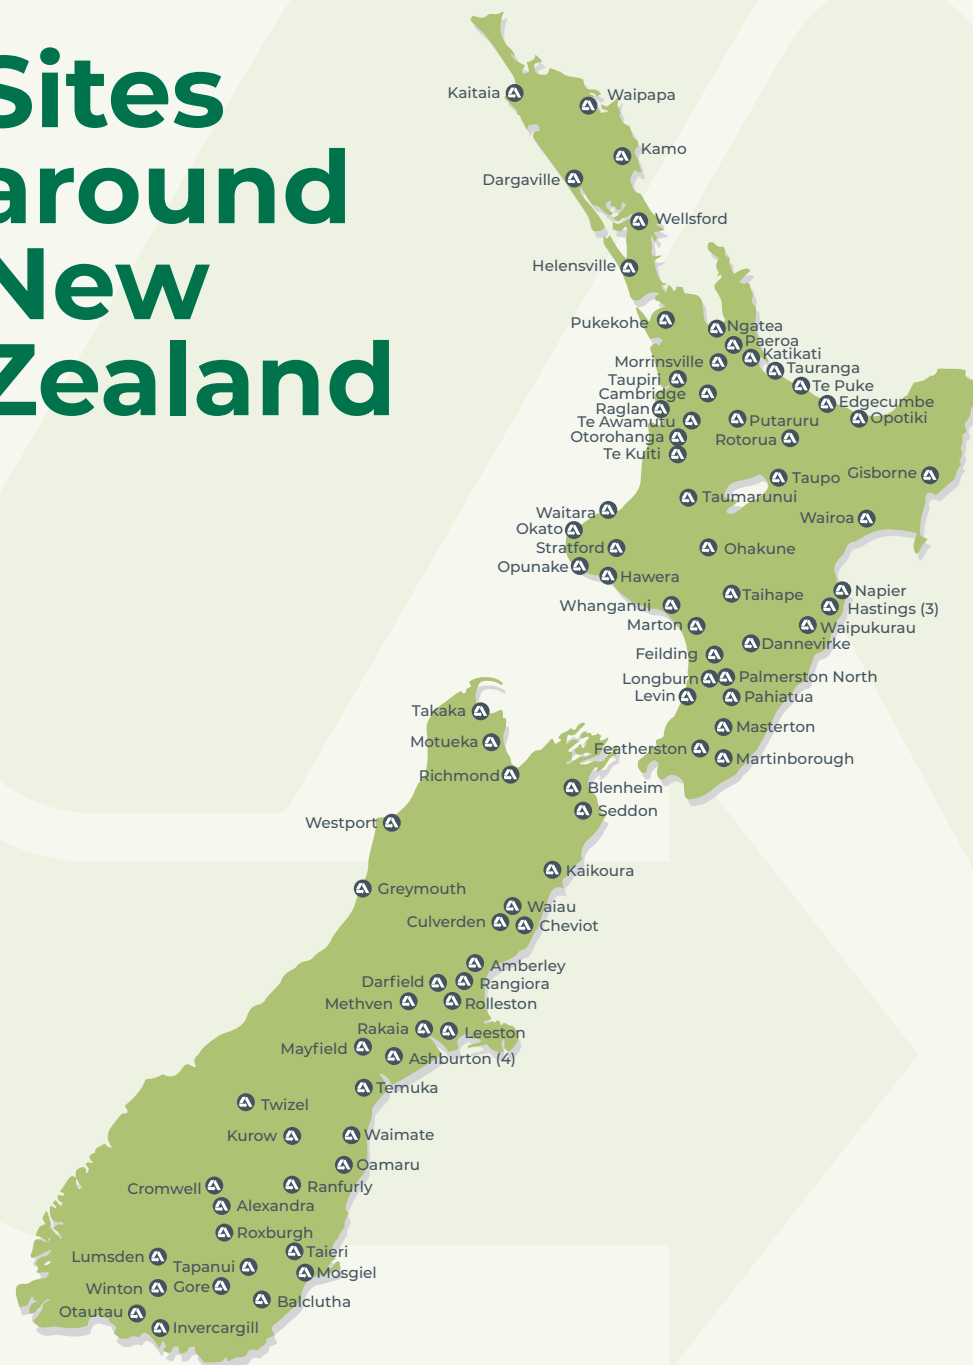 Sites
around
New
Zealand
Kaitaia
Waipapa
Kamo
Dargaville
Wellsford
Helensville
Pukekohe
Ngatea
Paeroa
Katikati
Morrinsville
Tauranga
Taupiri
Te Puke
Cambridge
Edgecumbe
Raglan
Opotiki
Te Awamutu
Putaruru
Otorohanga
Rotorua
Te Kuiti
Taupo
Gisborne
Taumarunui
Waitara
Wairoa
Okato
Stratford
Ohakune
Opunake
Hawera
Napier
Taihape
Whanganui
Hastings (3)
Marton
Waipukurau
Dannevirke
Feilding
Longburn
Palmerston North
Levin
Pahiatua
Takaka
Masterton
Motueka
Featherston
Martinborough
Richmond
Blenheim
Seddon
Westport
Kaikoura
Greymouth
Waiau
Culverden
Cheviot
Amberley
Darfield
Rangiora
Methven
Rolleston
Rakaia
Leeston
Mayfield
Ashburton (4)
Temuka
Twizel
Kurow
Waimate
Oamaru
Cromwell
Ranfurly
Alexandra
Roxburgh
Taieri
Lumsden
Tapanui
Mosgiel
Winton
Gore
Balclutha
Otautau
Invercargill